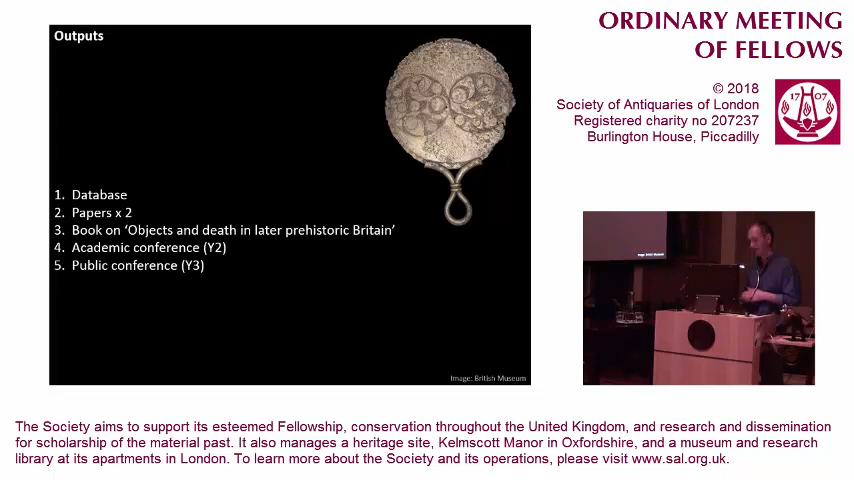 Outputs
1. Database
2. Papers x 2
3. Book on ‘Objects and death in later prehistoric Britain’
4. Academic conference (Y2)
5. Public conference (Y3)
Image: British Museum
ORDINARY MEETING
OF FELLOWS
© 2018
Society of Antiquaries of London
Registered charity no 207237
Burlington House, Piccadilly
1707
The Society aims to support its esteemed Fellowship, conservation throughout the United Kingdom, and research and dissemination
for scholarship of the material past. It also manages a heritage site, Kelmscott Manor in Oxfordshire, and a museum and research
library at its apartments in London. To learn more about the Society and its operations, please visit www.sal.org.uk.